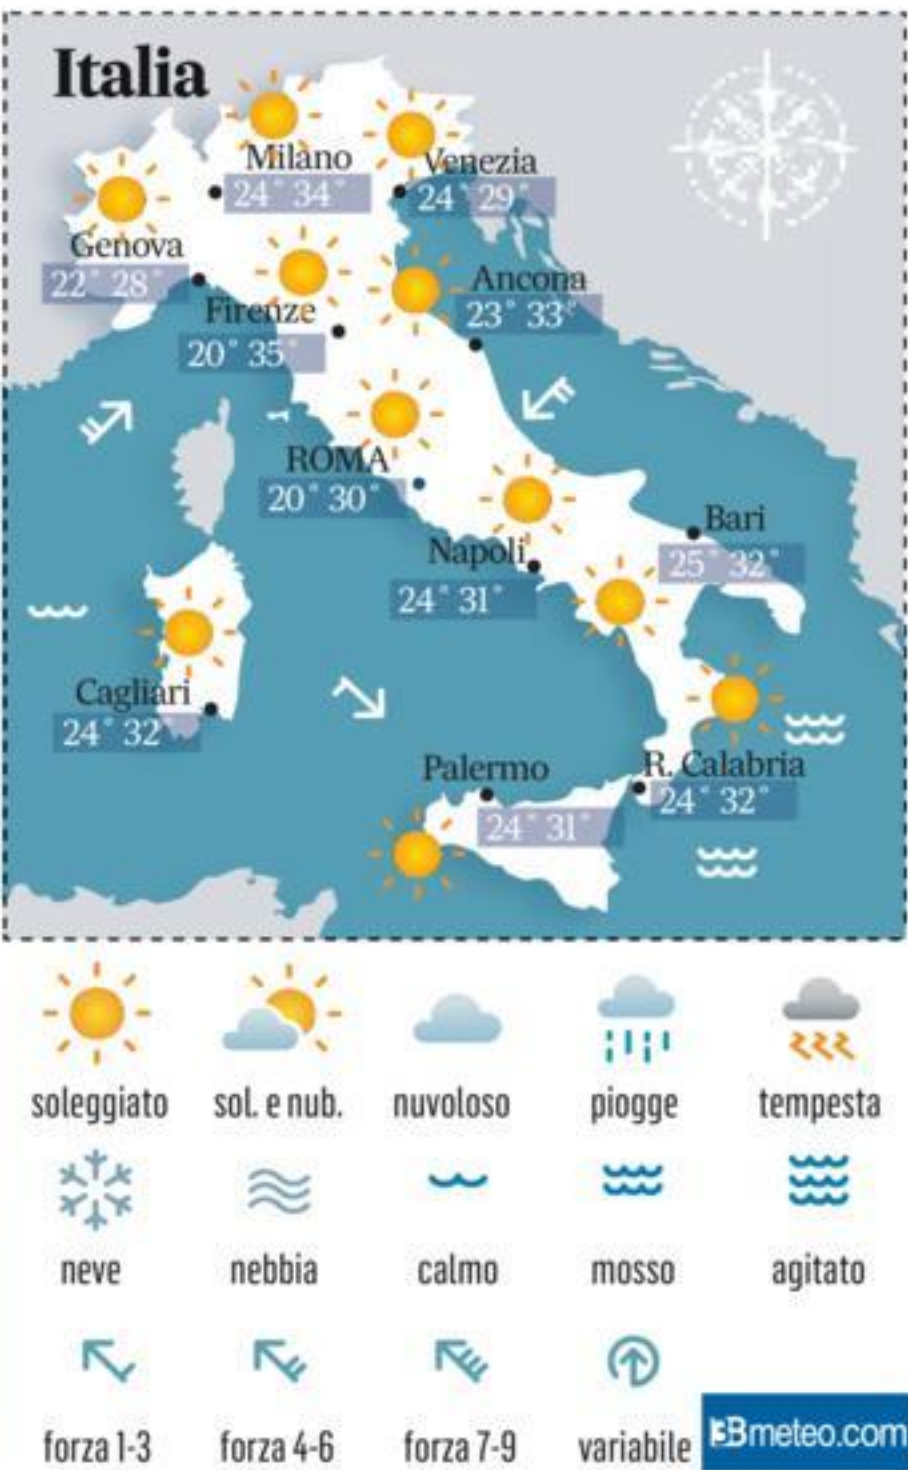 Italia
Milano
24° 34°
Venezia
24° 29°
Genova
22° 28°
Ancona
23° 33°
Firenze
20° 35°
ROMA
20° 30°
Bari
25° 32°
Napoli
24° 31°
Cagliari
24° 32°
Palermo
24° 31°
R. Calabria
24° 32°
soleggiato sol. e nub. nuvoloso piogge tempesta
neve nebbia calmo mosso agitato
forza 1-3 forza 4-6 forza 7-9 variabile
3Bmeteo.com